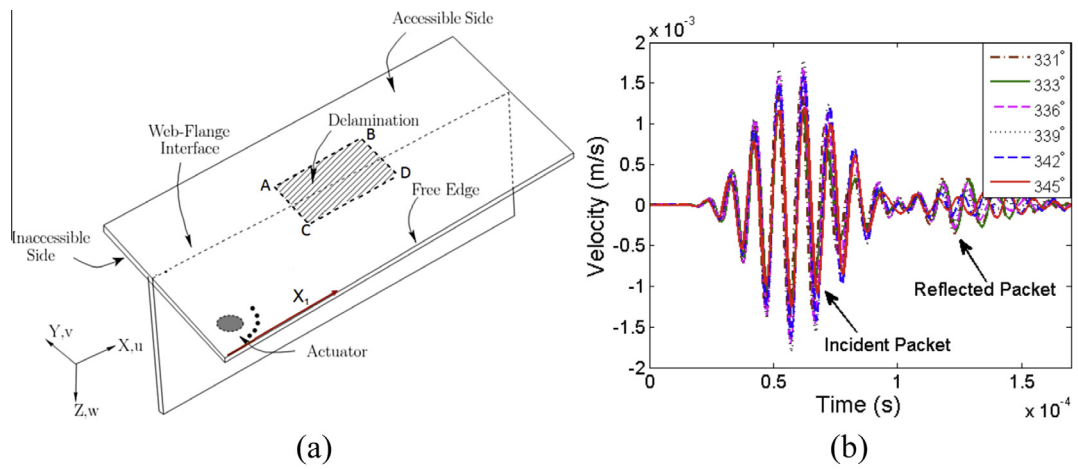 Accessible Side
Web-Flange
Interface
Delamination
B
A
D
C
Free Edge
Inaccessible
Side
X₁
Actuator
Y,v
X,u
Z,w
(a)
× 10⁻³
2
1.5
1
0.5
0
-0.5
-1
-1.5
-2
Velocity (m/s)
331°
333°
336°
339°
342°
345°
Reflected Packet
Incident Packet
0
0.5
1
1.5
Time (s)
× 10⁻⁴
(b)